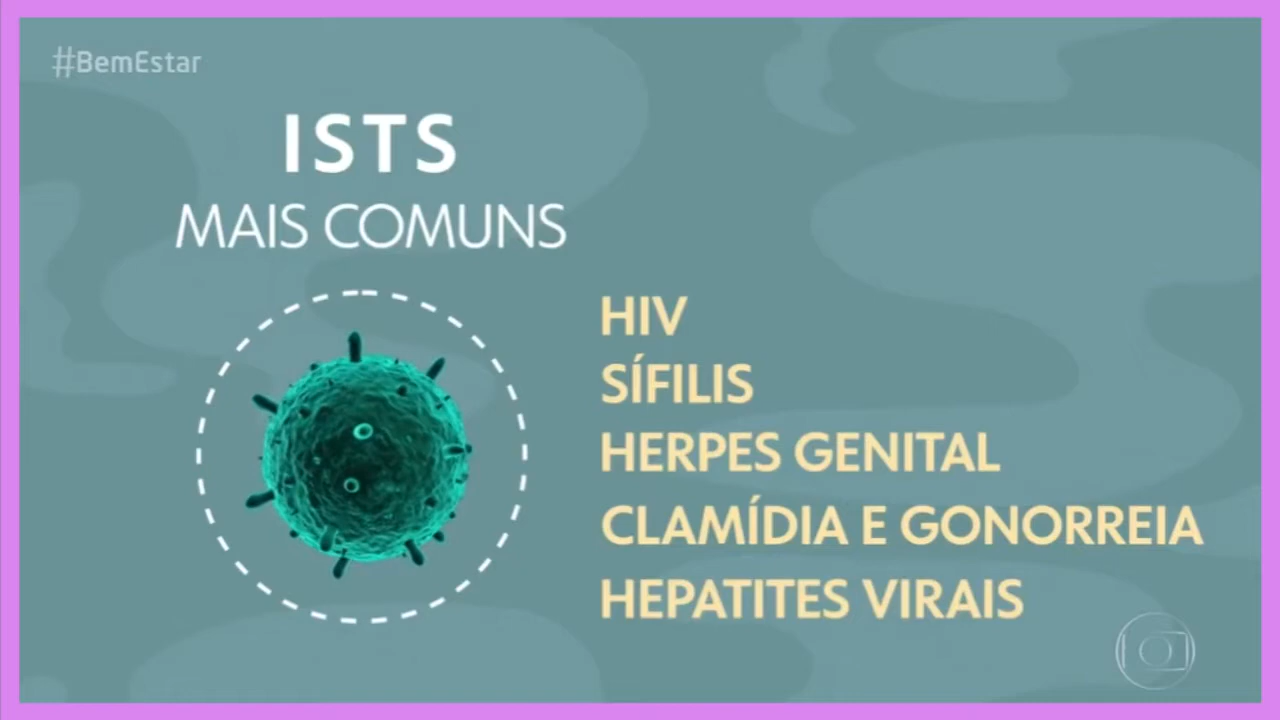 #BemEstar
ISTS
MAIS COMUNS
HIV
SÍFILIS
HERPES GENITAL
CLAMÍDIA E GONORREIA
HEPATITES VIRAIS